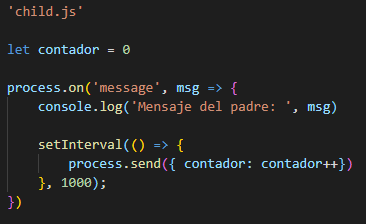 'child.js'
let contador = 0
process.on('message', msg => {
console.log('Mensaje del padre: ', msg)
setInterval(() => {
process.send({ contador: contador++})
}, 1000);
})